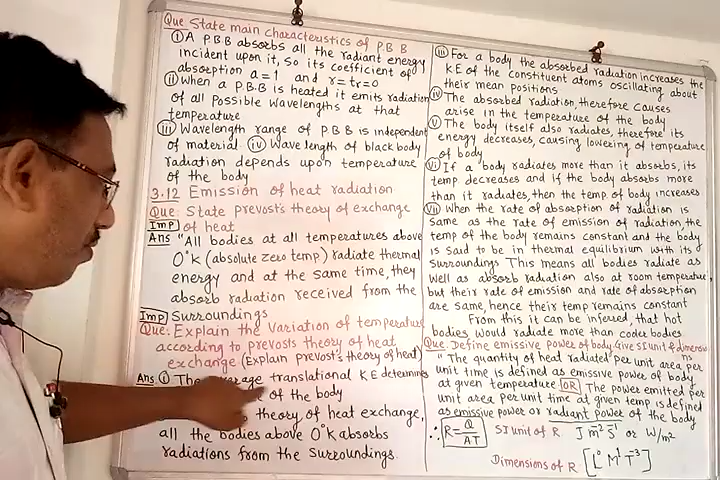 Que: State main characteristics of P.B.B
① A P.B.B absorbs all the radiant energy
incident upon it, so its coefficient of
absorption a=1 and r=tr=0
② When a P.B.B. is heated it emits radiation
of all possible wavelengths at that
temperature
iii Wavelength range of P.B.B is independent
of material iv Wave length of black body
radiation depends upon temperature
of the body
3.12 Emission of heat radiation
Que: State prevost's theory of exchange
Imp of heat
Ans "All bodies at all temperatures above
0°K (absolute zero temp) radiate thermal
energy and at the same time, they
absorb radiation received from the
Imp Surroundings
Que: Explain the variation of temperature
according to prevosts theory of heat
exchange (Explain prevost's theory of heat)
Ans: ① The average translational K E determines
of the body
theory of heat exchange,
all the bodies above 0°K absorbs
radiations from the surroundings.
iii For a body the absorbed radiation increases the
KE of the constituent atoms oscillating about
their mean positions.
iv The absorbed radiation, therefore causes
arise in the temperature of the body
v The body itself also radiates, therefore its
energy decreases, causing lowering of temperature
of body
vi If a body radiates more than it absorbs, its
temp decreases and if the body absorbs more
than it radiates, then the temp of body increases
vii When the rate of absorption of radiation is
same as the rate of emission of radiation, the
temp of the body remains constant and the body
is said to be in thermal equilibrium with its
Surroundings This means all bodies radiate as
well as absorb radiation also at room temperature,
but their rate of emission and rate of absorption
are same, hence their temp remains constant
From this it can be inferred, that hot
bodies would radiate more than cooler bodies
Que: Define emissive power of body Give SI unit & dimensio
ns
"The quantity of heat radiated per unit area per
unit time is defined as emissive power of body
at given temperature OR The power emitted per
unit area per unit time at given temp is defined
as emissive power or radiant power of the body
∴ R = Q/AT SI unit of R. J m⁻² S⁻¹ or W/m²
Dimensions of R [L⁰ M¹ T⁻³]